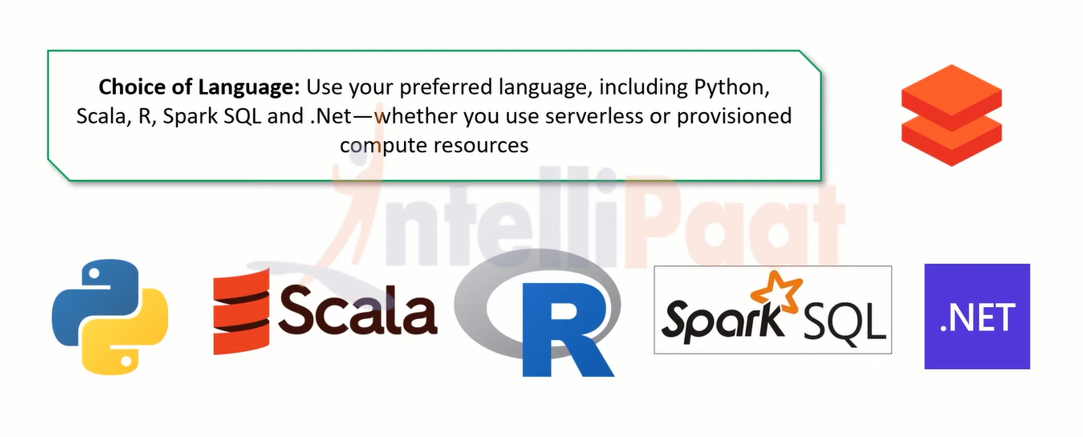 Choice of Language: Use your preferred language, including Python,
Scala, R, Spark SQL and .Net—whether you use serverless or provisioned
compute resources
IntelliPaat
Scala
R
Spark SQL
.NET